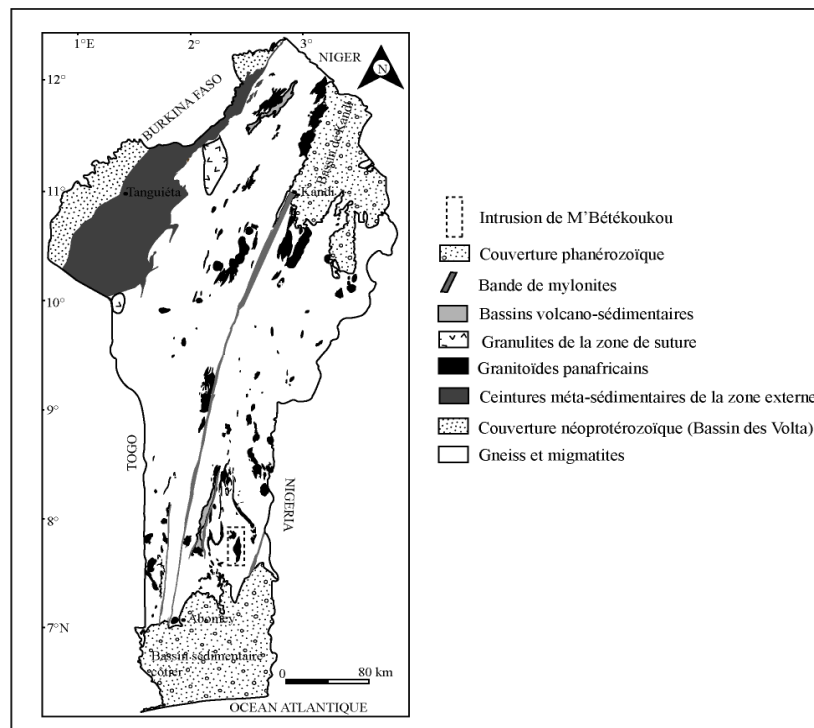 1°E 2° 3°
NIGER
12°
N
BURKINA FASO
Bassin de Kandi
11°
Tanguiéta
Kandi
10°
9°
TOGO
NIGERIA
8°
7°N
Abomey
Bassin sédimentaire
côtier
0 80 km
OCEAN ATLANTIQUE
Intrusion de M'Bétékoukou
Couverture phanérozoïque
Bande de mylonites
Bassins volcano-sédimentaires
Granulites de la zone de suture
Granitoïdes panafricains
Ceintures méta-sédimentaires de la zone externe
Couverture néoprotérozoïque (Bassin des Volta)
Gneiss et migmatites